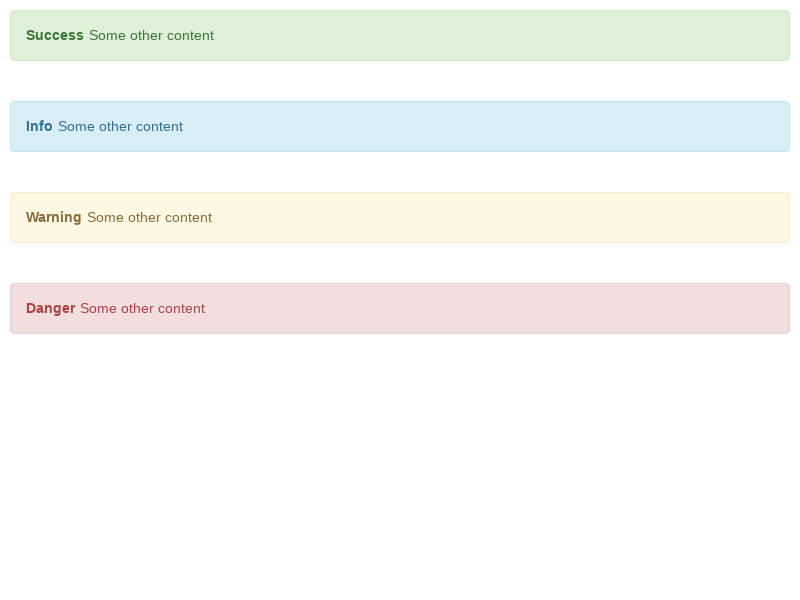 Success Some other content
Info Some other content
Warning Some other content
Danger Some other content